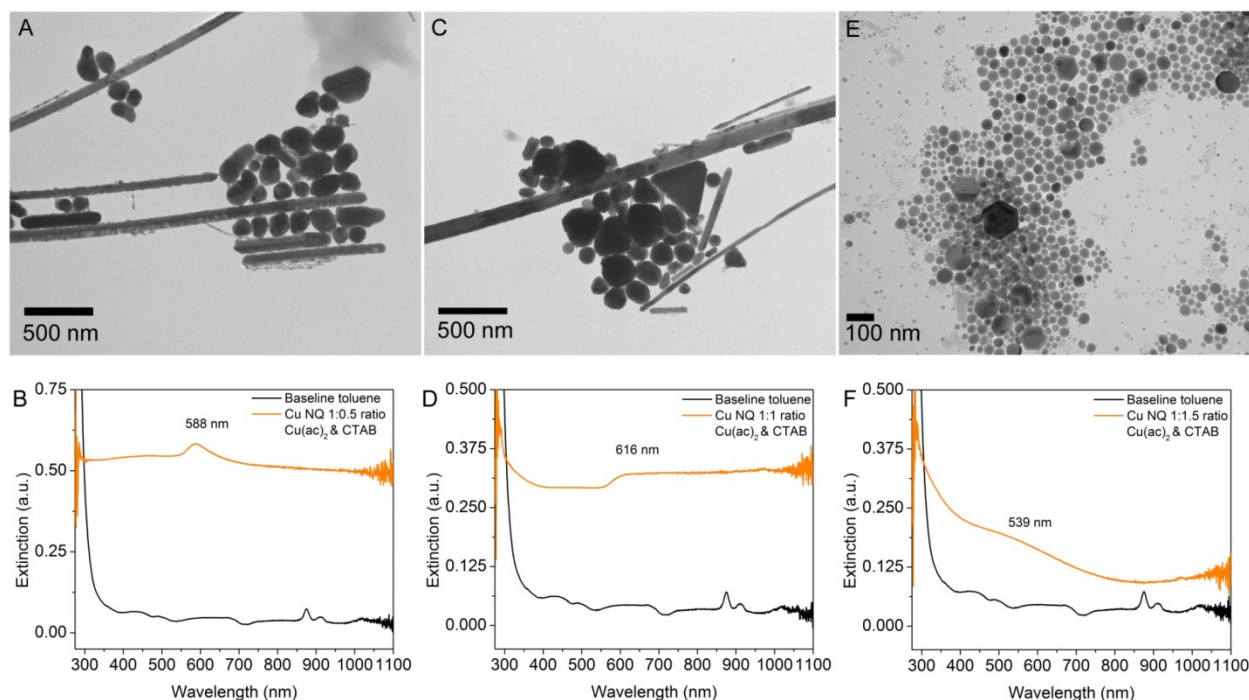 A
500 nm
C
500 nm
E
100 nm
B
0.75
0.50
0.25
0.00
Extinction (a.u.)
Baseline toluene
Cu NQ 1:0.5 ratio
Cu(ac)₂ & CTAB
588 nm
300 400 500 600 700 800 900 1000 1100
Wavelength (nm)
D
0.500
0.375
0.250
0.125
0.000
Extinction (a.u.)
Baseline toluene
Cu NQ 1:1 ratio
Cu(ac)₂ & CTAB
616 nm
300 400 500 600 700 800 900 1000 1100
Wavelength (nm)
F
0.500
0.375
0.250
0.125
0.000
Extinction (a.u.)
Baseline toluene
Cu NQ 1:1.5 ratio
Cu(ac)₂ & CTAB
539 nm
300 400 500 600 700 800 900 1000 1100
Wavelength (nm)